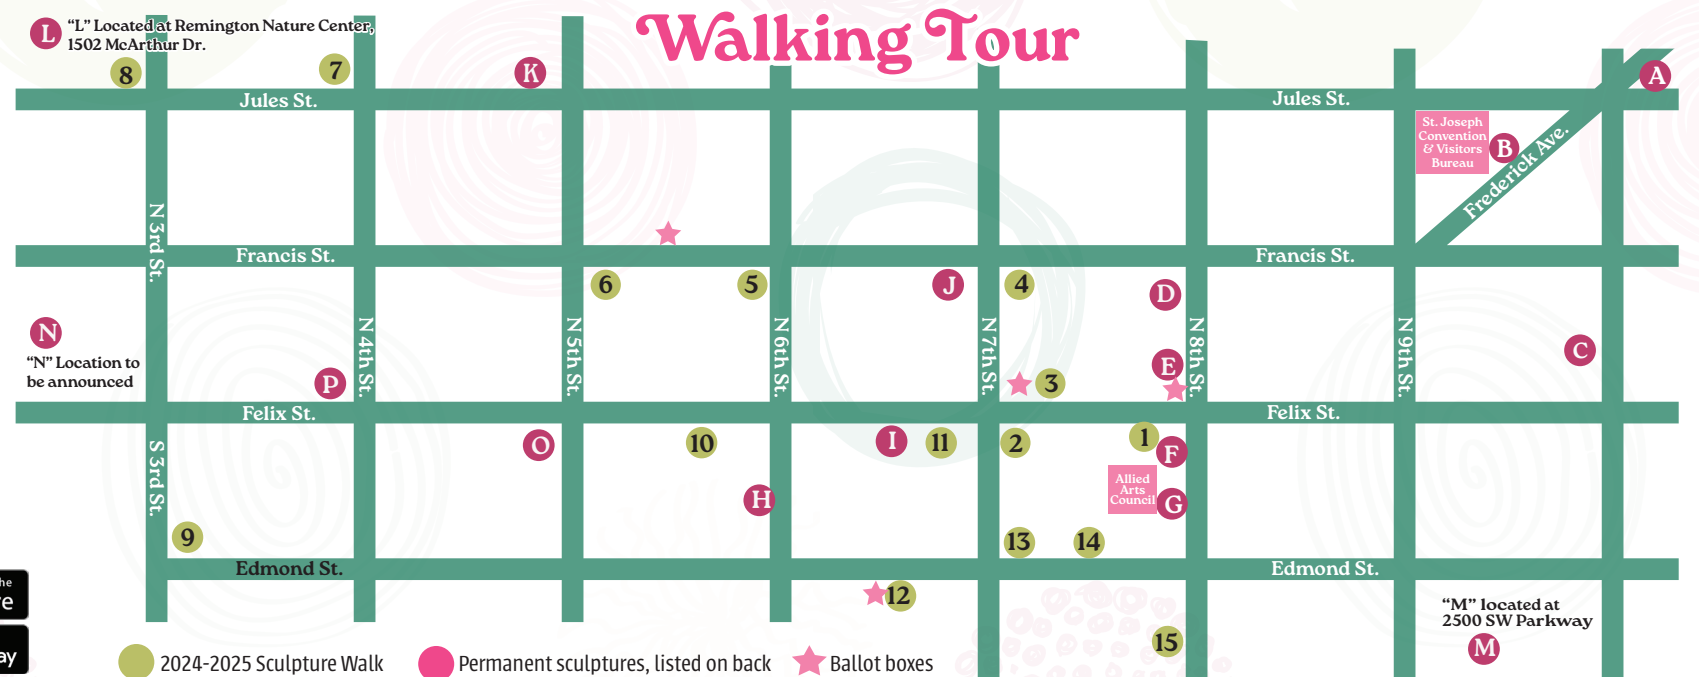 Walking Tour
L
“L” Located at Remington Nature Center,
1502 McArthur Dr.
8
7
K
A
Jules St.
Jules St.
St. Joseph
Convention
& Visitors
Bureau
B
Frederick Ave.
N 3rd St.
Francis St.
Francis St.
6
5
J
4
D
N
“N” Location to
be announced
N 4th St.
N 5th St.
N 6th St.
N 7th St.
N 8th St.
N 9th St.
P
3
E
C
Felix St.
Felix St.
S 3rd St.
O
10
I
11
2
1
F
H
Allied
Arts
Council
G
9
13
14
Edmond St.
Edmond St.
12
15
“M” located at
2500 SW Parkway
M
he
re
ay
2024-2025 Sculpture Walk
Permanent sculptures, listed on back
Ballot boxes